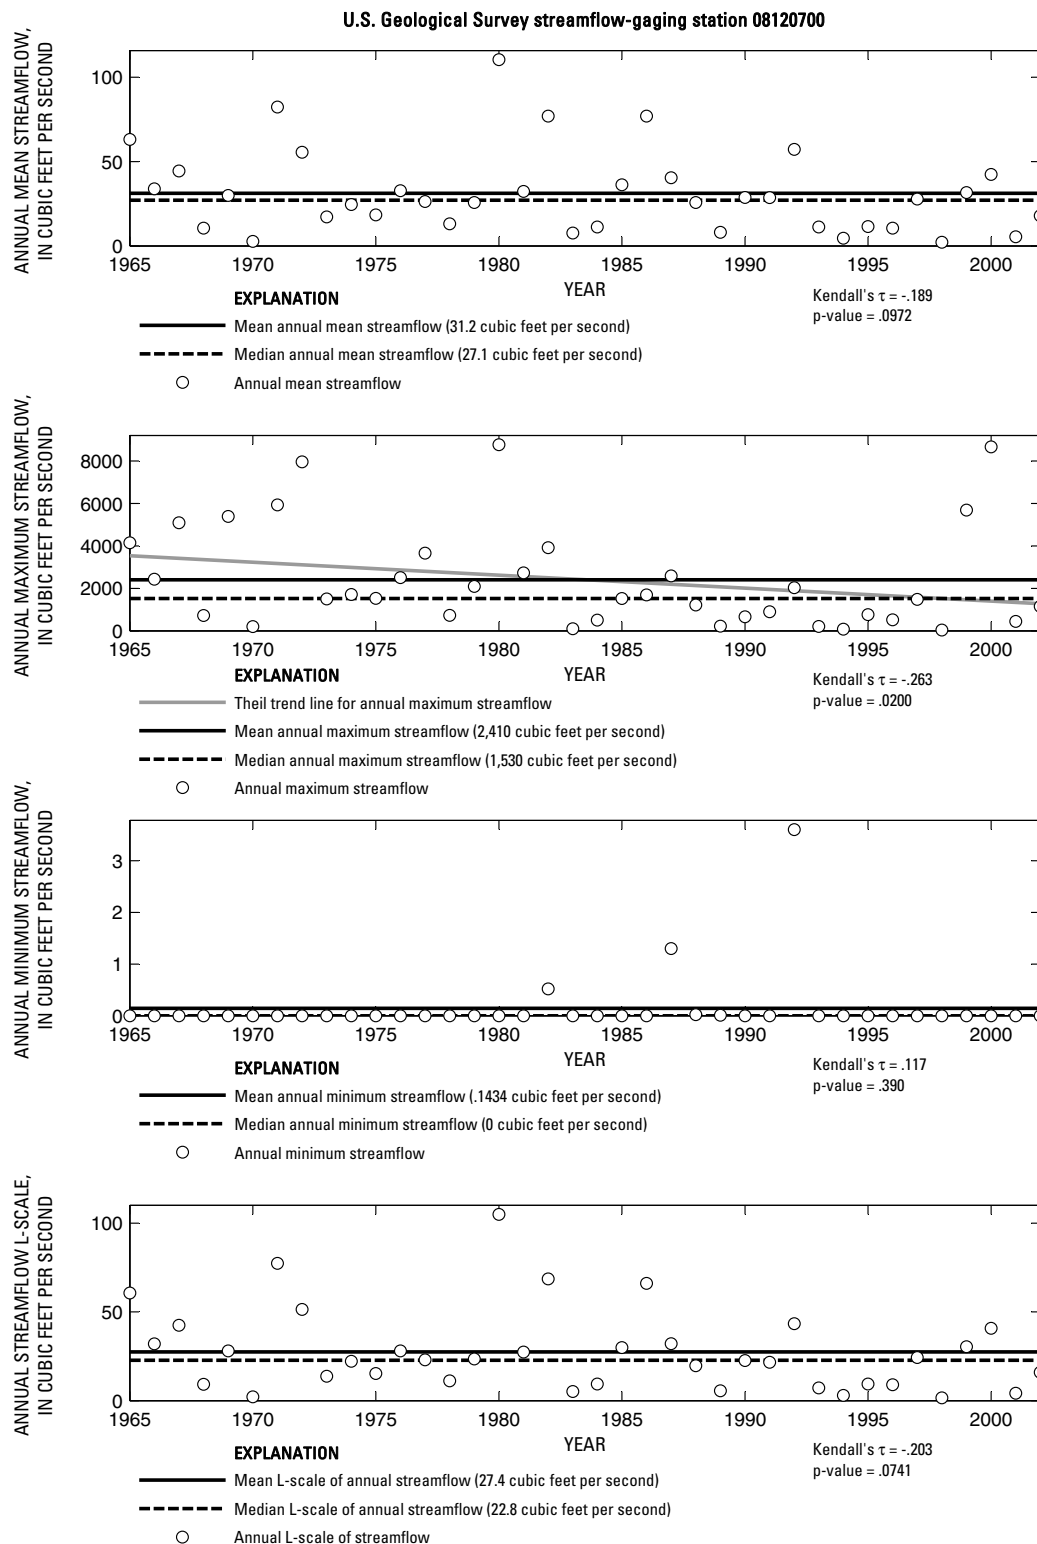 U.S. Geological Survey streamflow-gaging station 08120700
ANNUAL MEAN STREAMFLOW,
IN CUBIC FEET PER SECOND
100
50
0
1965 1970 1975 1980 1985 1990 1995 2000
YEAR
EXPLANATION
Mean annual mean streamflow (31.2 cubic feet per second)
Median annual mean streamflow (27.1 cubic feet per second)
Annual mean streamflow
Kendall's τ = -.189
p-value = .0972
ANNUAL MAXIMUM STREAMFLOW,
IN CUBIC FEET PER SECOND
8000
6000
4000
2000
0
1965 1970 1975 1980 1985 1990 1995 2000
YEAR
EXPLANATION
Theil trend line for annual maximum streamflow
Mean annual maximum streamflow (2,410 cubic feet per second)
Median annual maximum streamflow (1,530 cubic feet per second)
Annual maximum streamflow
Kendall's τ = -.263
p-value = .0200
ANNUAL MINIMUM STREAMFLOW,
IN CUBIC FEET PER SECOND
3
2
1
0
1965 1970 1975 1980 1985 1990 1995 2000
YEAR
EXPLANATION
Mean annual minimum streamflow (.1434 cubic feet per second)
Median annual minimum streamflow (0 cubic feet per second)
Annual minimum streamflow
Kendall's τ = .117
p-value = .390
ANNUAL STREAMFLOW L-SCALE,
IN CUBIC FEET PER SECOND
100
50
0
1965 1970 1975 1980 1985 1990 1995 2000
YEAR
EXPLANATION
Mean L-scale of annual streamflow (27.4 cubic feet per second)
Median L-scale of annual streamflow (22.8 cubic feet per second)
Annual L-scale of streamflow
Kendall's τ = -.203
p-value = .0741